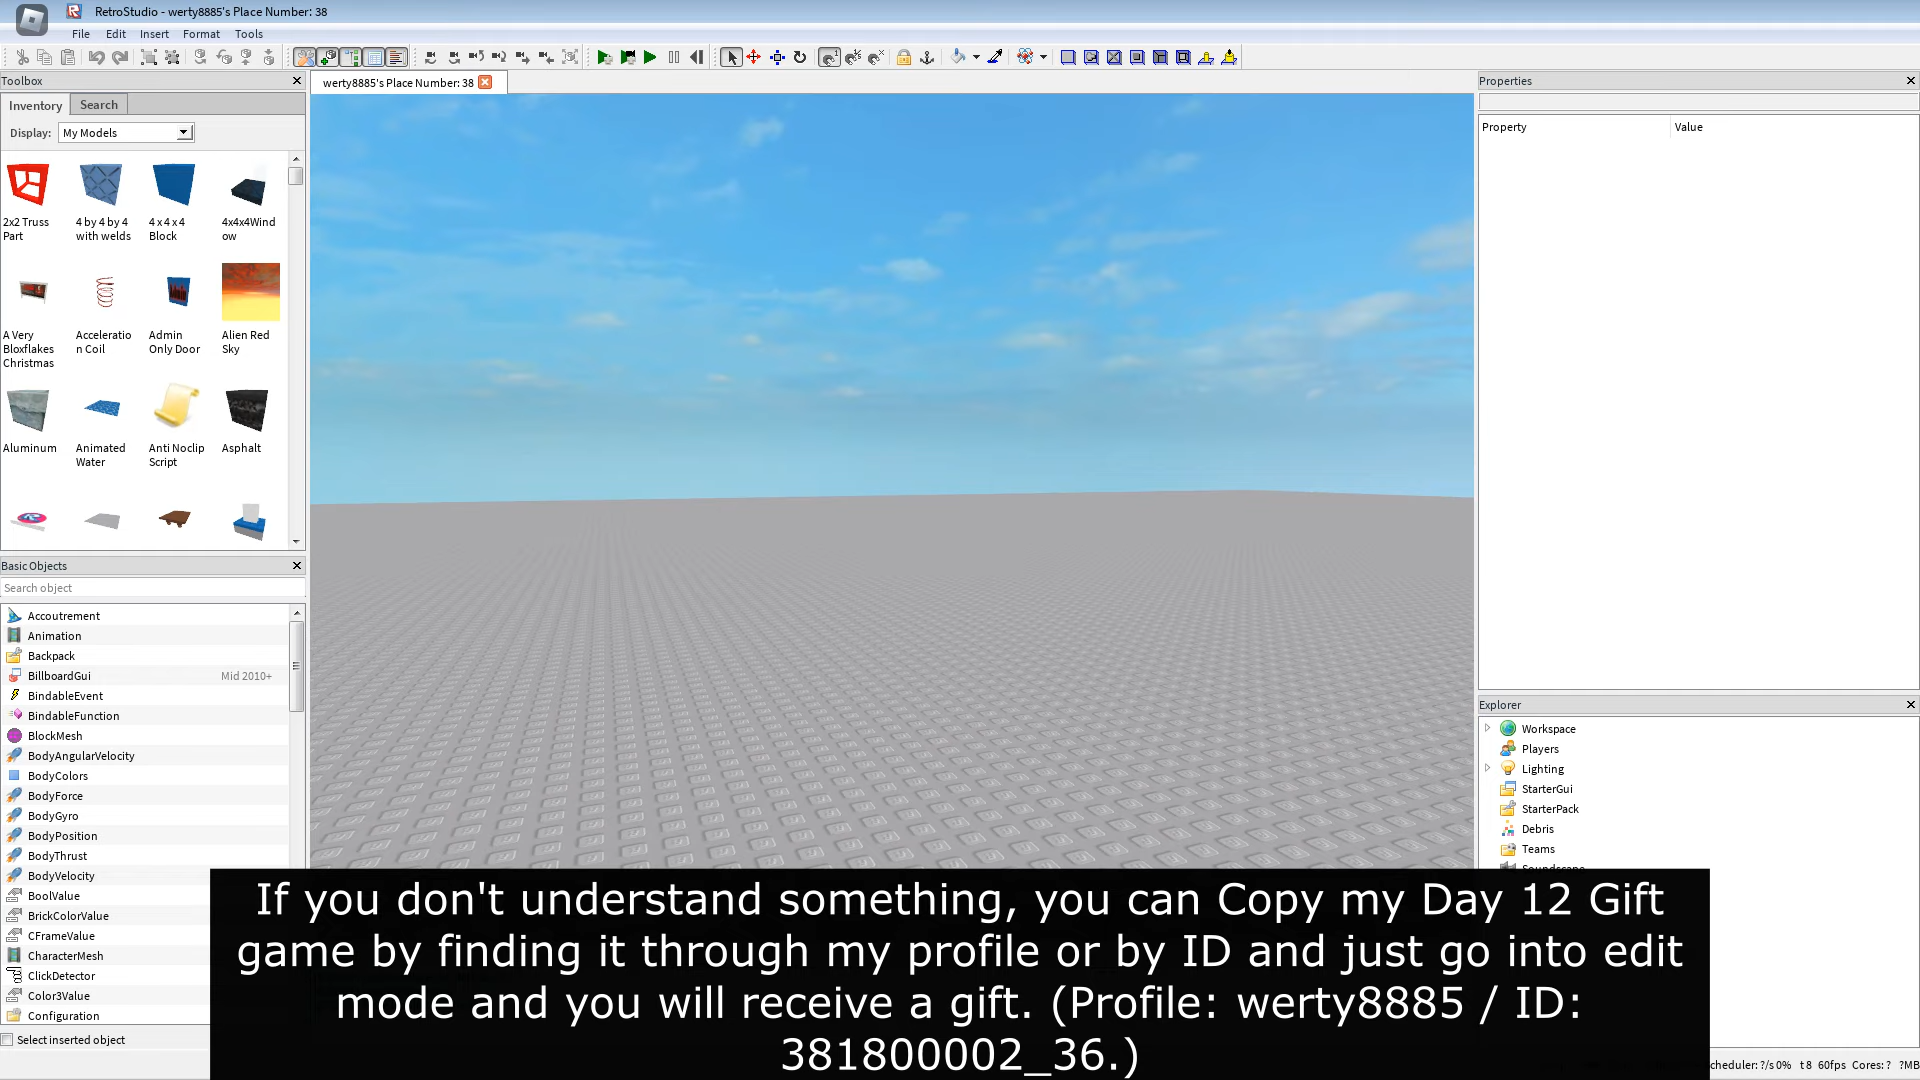 RetroStudio - werty8885's Place Number: 38
File Edit Insert Format Tools
Toolbox
Inventory Search
Display: My Models
2x2 Truss Part
4 by 4 by 4 with welds
4 x 4 x 4 Block
4x4x4Window
A Very Bloxflakes Christmas
Acceleration Coil
Admin Only Door
Alien Red Sky
Aluminum
Animated Water
Anti Noclip Script
Asphalt
Basic Objects
Search object
Accoutrement
Animation
Backpack
BillboardGui Mid 2010+
BindableEvent
BindableFunction
BlockMesh
BodyAngularVelocity
BodyColors
BodyForce
BodyGyro
BodyPosition
BodyThrust
BodyVelocity
BoolValue
BrickColorValue
CFrameValue
CharacterMesh
ClickDetector
Color3Value
Configuration
Select inserted object
werty8885's Place Number: 38
Properties
Property Value
Explorer
Workspace
Players
Lighting
StarterGui
StarterPack
Debris
Teams
If you don't understand something, you can Copy my Day 12 Gift
game by finding it through my profile or by ID and just go into edit
mode and you will receive a gift. (Profile: werty8885 / ID:
381800002_36.)
scheduler: ?/s 0% t 8 60fps Cores: ? ?MB